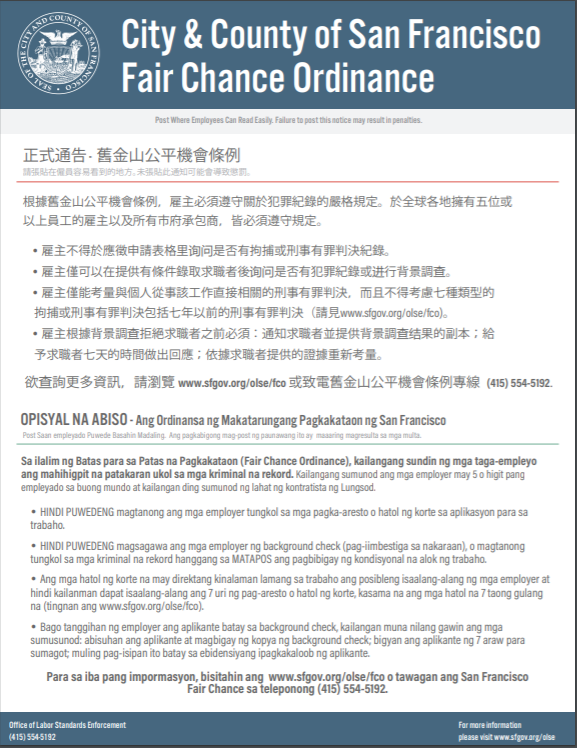 SEAL OF THE CITY AND COUNTY OF SAN FRANCISCO
City & County of San Francisco
Fair Chance Ordinance
Post Where Employees Can Read Easily. Failure to post this notice may result in penalties.
正式通告 - 舊金山公平機會條例
請張貼在僱員容易看到的地方, 未張貼此通知可能會導致懲罰。
根據舊金山公平機會條例，雇主必須遵守關於犯罪紀錄的嚴格規定。於全球各地擁有五位或
以上員工的雇主以及所有市府承包商，皆必須遵守規定。
• 雇主不得於應徵申請表格里询问是否有拘捕或刑事有罪判決紀錄。
• 雇主僅可以在提供有條件錄取求職者後询问是否有犯罪紀錄或进行背景調查。
• 雇主僅能考量與個人從事該工作直接相關的刑事有罪判決，而且不得考慮七種類型的
拘捕或刑事有罪判決包括七年以前的刑事有罪判決（請見www.sfgov.org/olse/fco)。
• 雇主根據背景調查拒絕求職者之前必須：通知求職者並提供背景調查结果的副本；給
予求職者七天的時間做出回應；依據求職者提供的證據重新考量。
欲查詢更多資訊，請瀏覽 www.sfgov.org/olse/fco 或致電舊金山公平機會條例專線 (415) 554-5192.
OPISYAL NA ABISO - Ang Ordinansa ng Makatarungang Pagkakataon ng San Francisco
Post Saan empleyado Puwede Basahin Madaling. Ang pagkabigong mag-post ng paunawang ito ay maaaring magresulta sa mga multa.
Sa ilalim ng Batas para sa Patas na Pagkakataon (Fair Chance Ordinance), kailangang sundin ng mga taga-empleyo
ang mahihigpit na patakaran ukol sa mga kriminal na rekord. Kailangang sumunod ang mga employer may 5 o higit pang
empleyado sa buong mundo at kailangan ding sumunod ng lahat ng kontratista ng Lungsod.
• HINDI PUWEDENG magtanong ang mga employer tungkol sa mga pagka-aresto o hatol ng korte sa aplikasyon para sa
trabaho.
• HINDI PUWEDENG magsagawa ang mga employer ng background check (pag-iimbestiga sa nakaraan), o magtanong
tungkol sa mga kriminal na rekord hanggang sa MATAPOS ang pagbibigay ng kondisyonal na alok ng trabaho.
• Ang mga hatol ng korte na may direktang kinalaman lamang sa trabaho ang posibleng isaalang-alang ng mga employer at
hindi kailanman dapat isaalang-alang ang 7 uri ng pag-aresto o hatol ng korte, kasama na ang mga hatol na 7 taong gulang
na (tingnan ang www.sfgov.org/olse/fco).
• Bago tanggihan ng employer ang aplikante batay sa background check, kailangan muna nilang gawin ang mga
sumusunod: abisuhan ang aplikante at magbigay ng kopya ng background check; bigyan ang aplikante ng 7 araw para
sumagot; muling pag-isipan ito batay sa ebidensiyang ipagkakaloob ng aplikante.
Para sa iba pang impormasyon, bisitahin ang www.sfgov.org/olse/fco o tawagan ang San Francisco
Fair Chance sa teleponong (415) 554-5192.
Office of Labor Standards Enforcement
(415) 554-5192
For more information
please visit www.sfgov.org/olse